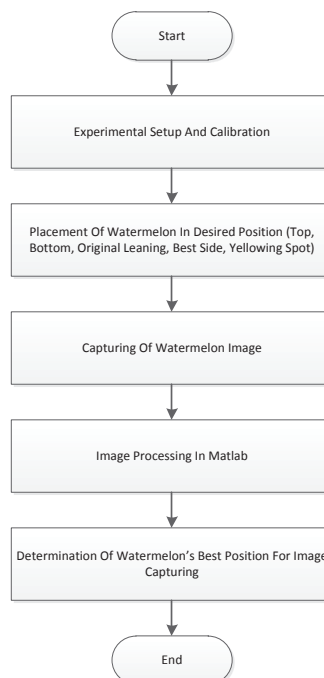 Start
Experimental Setup And Calibration
Placement Of Watermelon In Desired Position (Top,
Bottom, Original Leaning, Best Side, Yellowing Spot)
Capturing Of Watermelon Image
Image Processing In Matlab
Determination Of Watermelon's Best Position For Image
Capturing
End